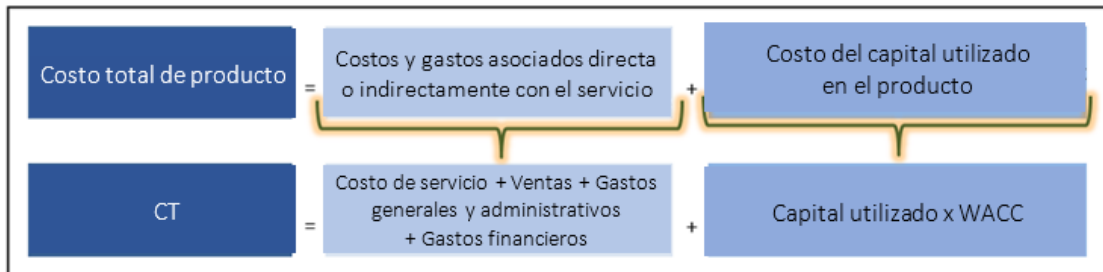 Costo total de producto
=
Costos y gastos asociados directa
o indirectamente con el servicio
+
Costo del capital utilizado
en el producto
CT
=
Costo de servicio + Ventas + Gastos
generales y administrativos
+ Gastos financieros
+
Capital utilizado x WACC